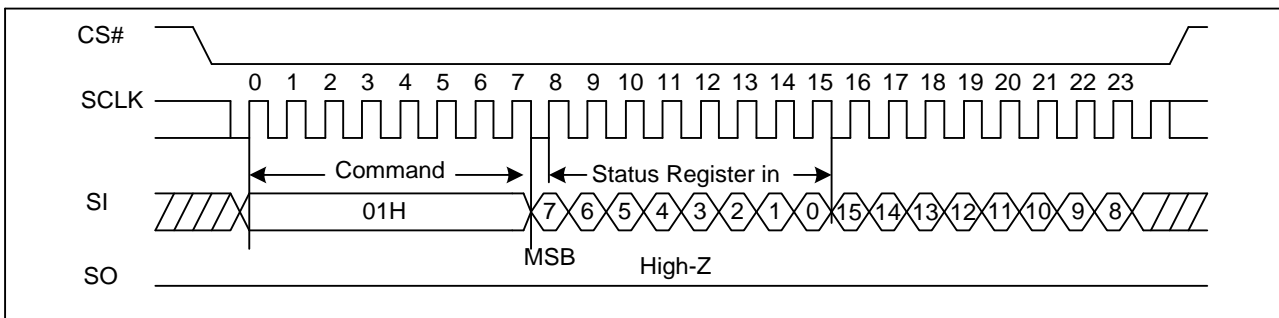 CS#
0 1 2 3 4 5 6 7 8 9 10 11 12 13 14 15 16 17 18 19 20 21 22 23
SCLK
Command Status Register in
SI 01H 7 6 5 4 3 2 1 0 15 14 13 12 11 10 9 8
MSB High-Z
SO